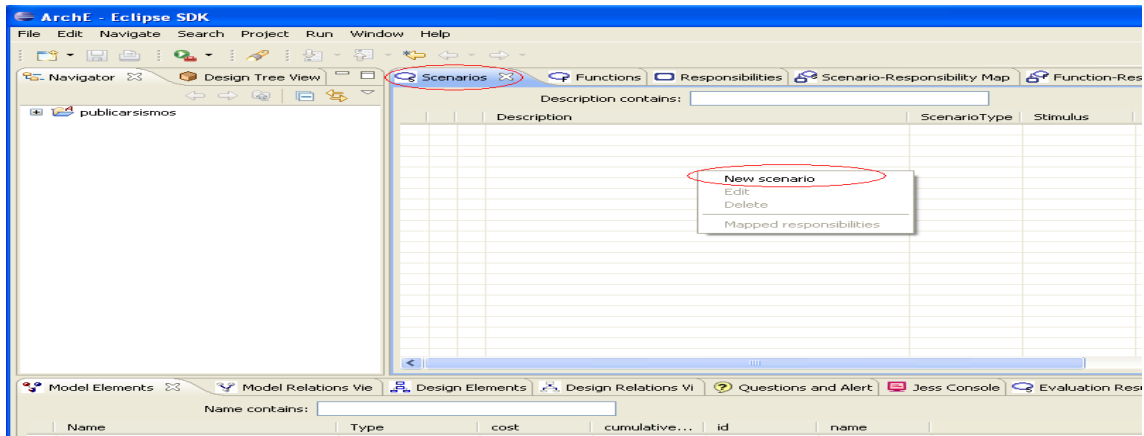 ArchE - Eclipse SDK
File Edit Navigate Search Project Run Window Help
Navigator Design Tree View Scenarios Functions Responsibilities Scenario-Responsibility Map Function-Res
Description contains:
publicarsismos
Description ScenarioType Stimulus
New scenario
Edit
Delete
Mapped responsibilities
Model Elements Model Relations Vie Design Elements Design Relations Vi Questions and Alert Jess Console Evaluation Resu
Name contains:
Name Type cost cumulative... id name